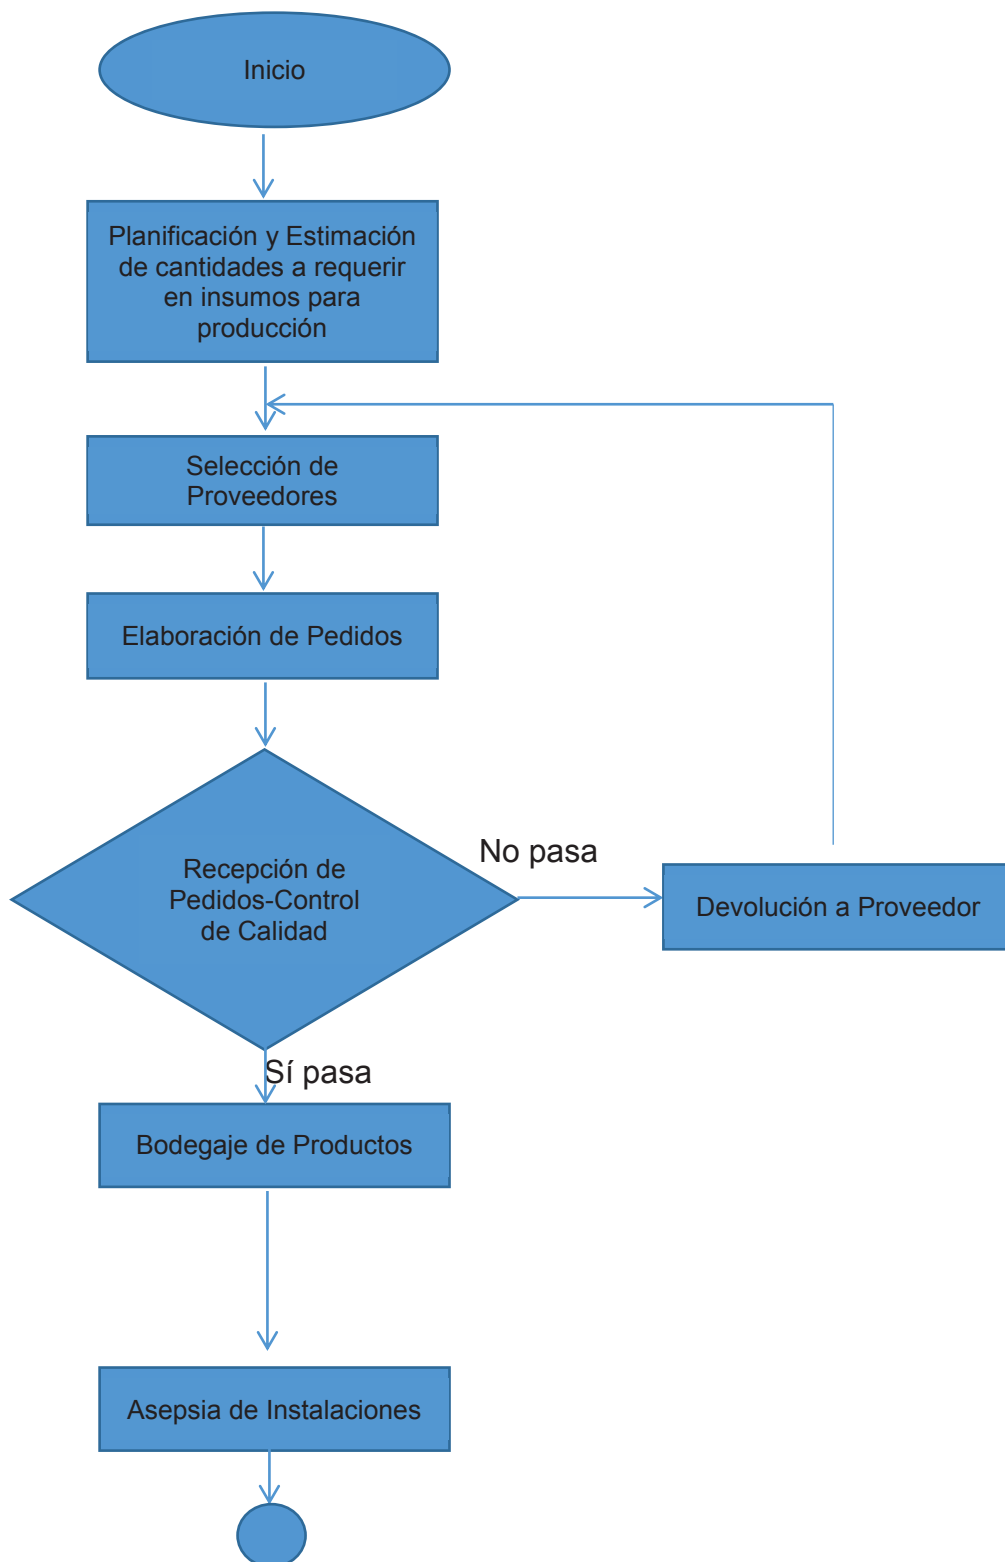 Inicio
Planificación y Estimación
de cantidades a requerir
en insumos para
producción
Selección de
Proveedores
Elaboración de Pedidos
Recepción de
Pedidos-Control
de Calidad
No pasa
Devolución a Proveedor
Sí pasa
Bodegaje de Productos
Asepsia de Instalaciones